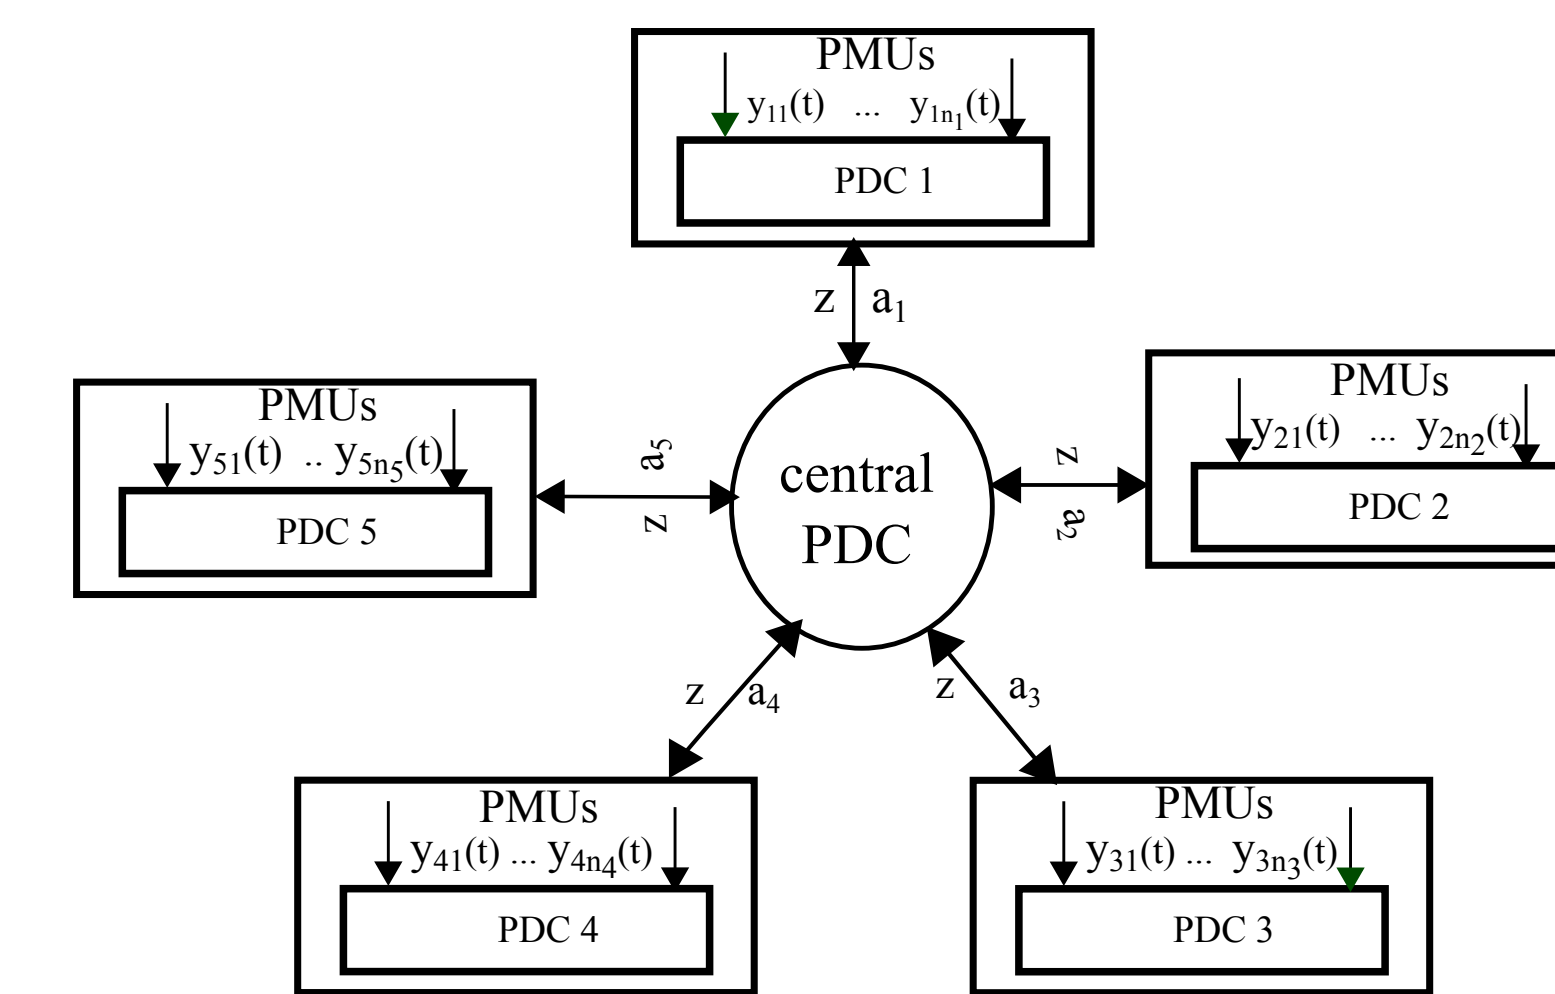 PMUs
y₁₁(t) ... y₁ₙ₁(t)
PDC 1
z a₁
PMUs
y₂₁(t) ... y₂ₙ₂(t)
PDC 2
z
a₂
PMUs
y₅₁(t) .. y₅ₙ₅(t)
PDC 5
a₅
z
central
PDC
z a₄
z a₃
PMUs
y₄₁(t) ... y₄ₙ₄(t)
PDC 4
PMUs
y₃₁(t) ... y₃ₙ₃(t)
PDC 3